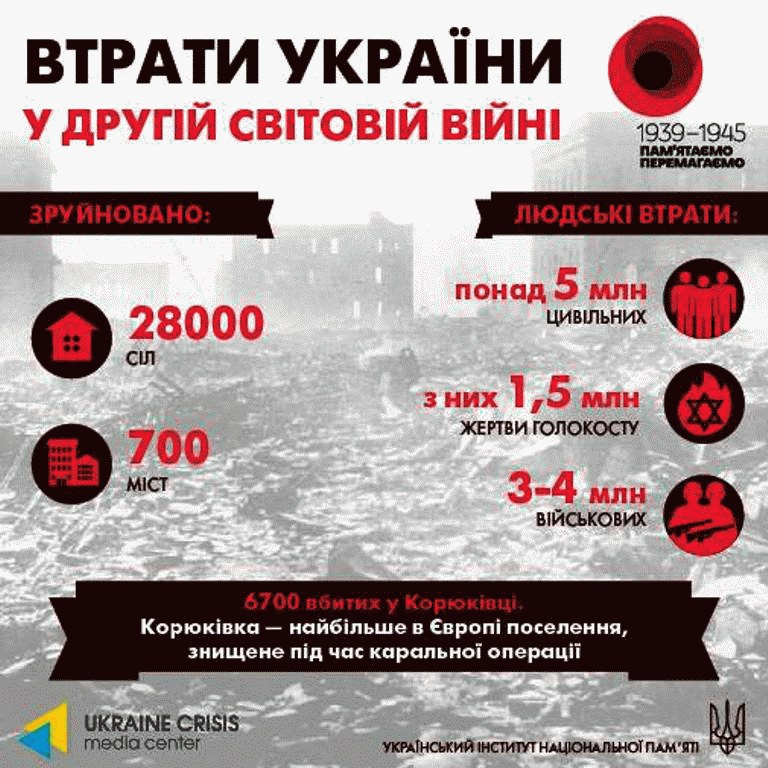 ВТРАТИ УКРАЇНИ
У ДРУГІЙ СВІТОВІЙ ВІЙНІ
1939–1945
ПАМ'ЯТАЄМО
ПЕРЕМАГАЄМО
ЗРУЙНОВАНО:
28000
СІЛ
700
МІСТ
ЛЮДСЬКІ ВТРАТИ:
понад 5 млн
ЦИВІЛЬНИХ
з них 1,5 млн
ЖЕРТВИ ГОЛОКОСТУ
3-4 млн
ВІЙСЬКОВИХ
6700 вбитих у Корюківці.
Корюківка — найбільше в Європі поселення,
знищене під час каральної операції
UKRAINE CRISIS
media center
УКРАЇНСЬКИЙ ІНСТИТУТ НАЦІОНАЛЬНОЇ ПАМ'ЯТІ